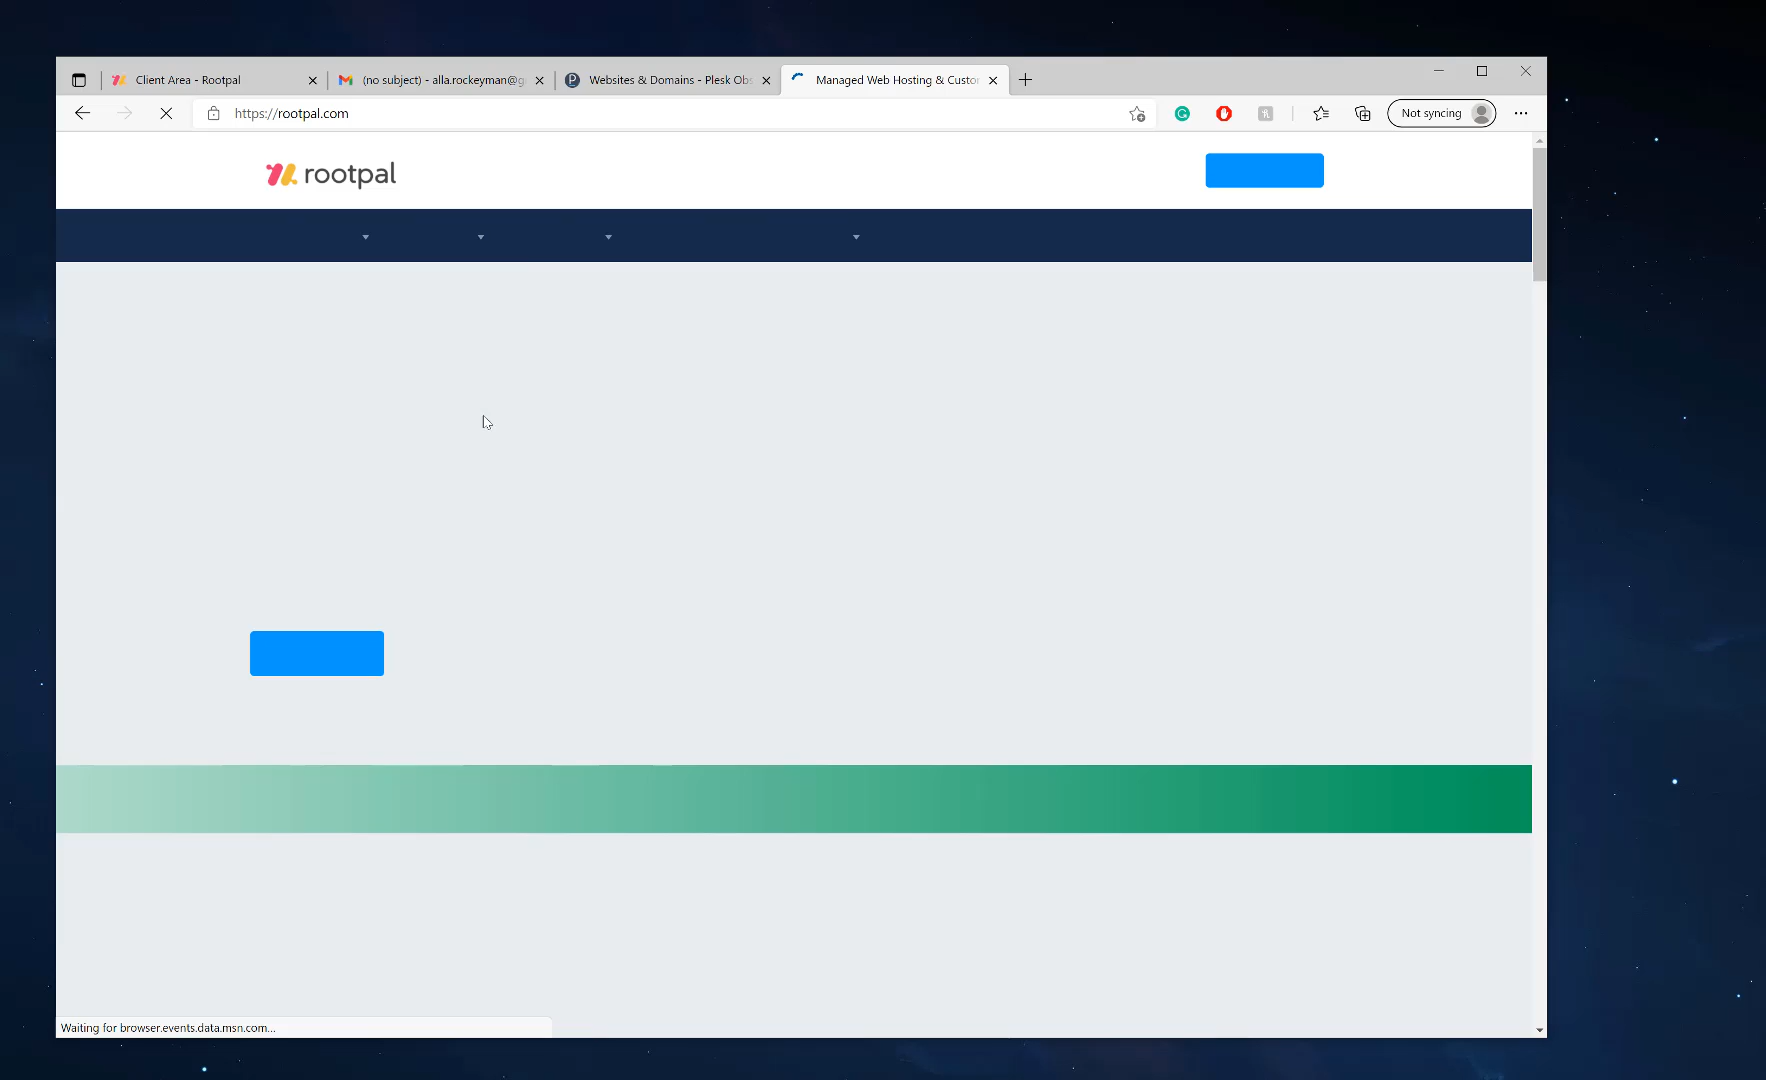 Client Area - Rootpal
(no subject) - alla.rockeyman@g
Websites & Domains - Plesk Obs
Managed Web Hosting & Custo
https://rootpal.com
Not syncing
rootpal
Waiting for browser.events.data.msn.com...